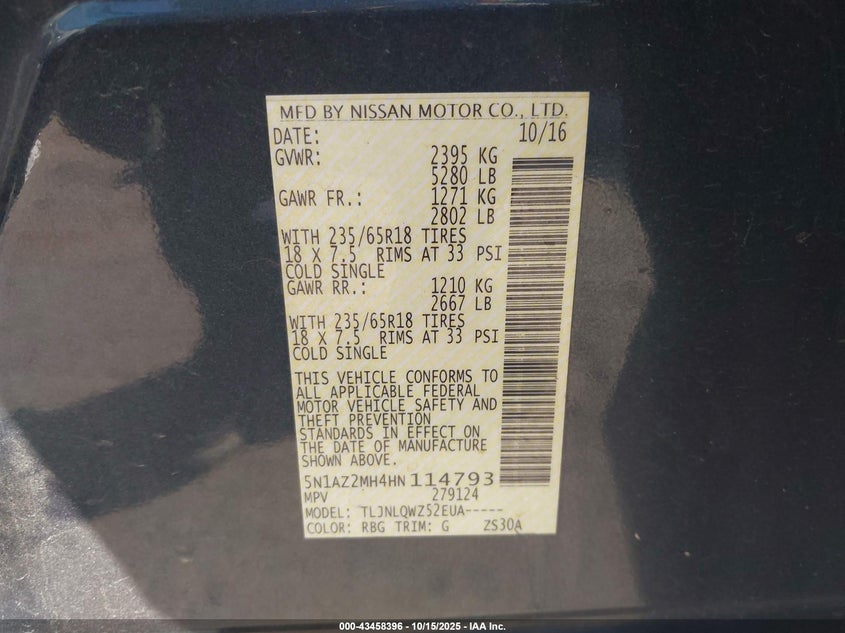 MFD BY NISSAN MOTOR CO., LTD.
DATE: 10/16
GVWR: 2395 KG
5280 LB
GAWR FR.: 1271 KG
2802 LB
WITH 235/65R18 TIRES
18 X 7.5 RIMS AT 33 PSI
COLD SINGLE
GAWR RR.: 1210 KG
2667 LB
WITH 235/65R18 TIRES
18 X 7.5 RIMS AT 33 PSI
COLD SINGLE
THIS VEHICLE CONFORMS TO
ALL APPLICABLE FEDERAL
MOTOR VEHICLE SAFETY AND
THEFT PREVENTION
STANDARDS IN EFFECT ON
THE DATE OF MANUFACTURE
SHOWN ABOVE.
5N1AZ2MH4HN114793
MPV 279124
MODEL: TLJNLQWZ52EUA-----
COLOR: RBG TRIM: G ZS30A
000-43458396 - 10/15/2025 - IAA Inc.